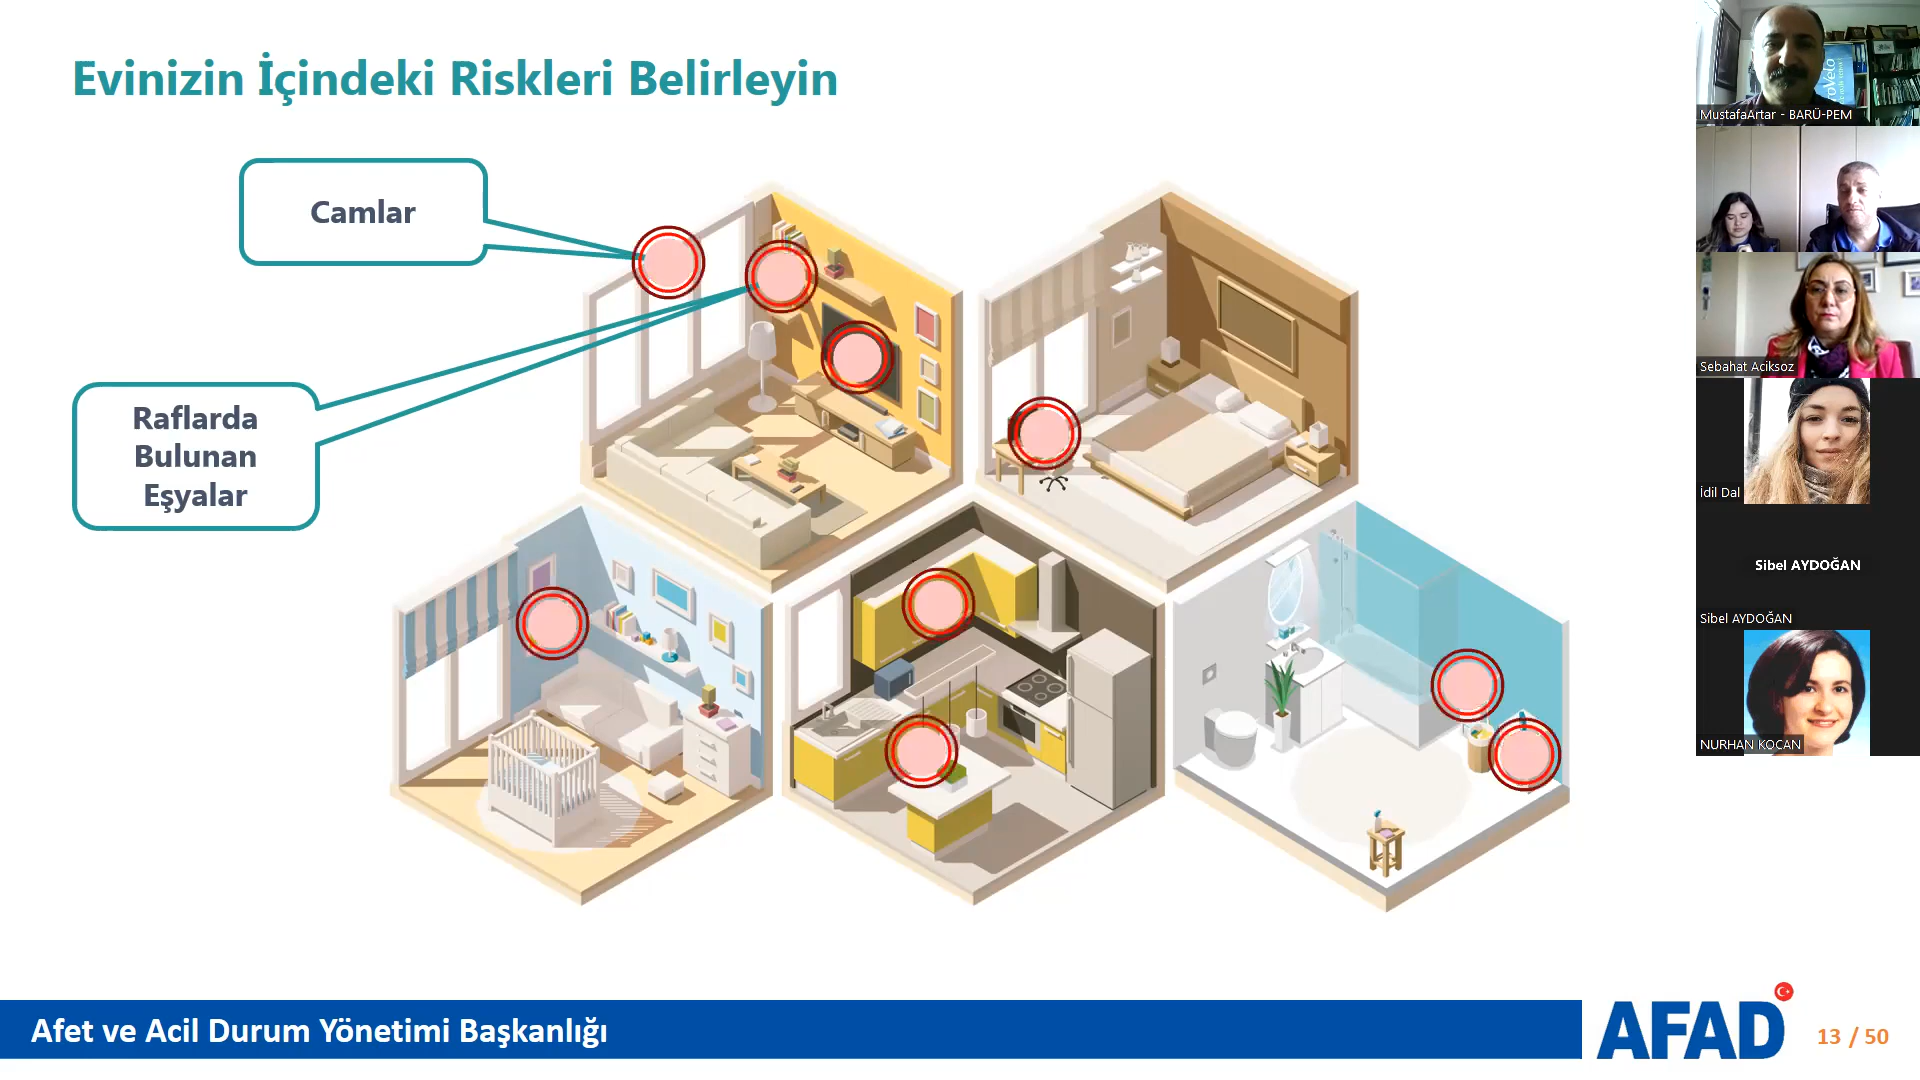 Evinizin İçindeki Riskleri Belirleyin
Camlar
Raflarda
Bulunan
Eşyalar
MustafaArtar - BARÜ-PEM
Sebahat Aciksoz
İdil Dal
Sibel AYDOĞAN
Sibel AYDOĞAN
NURHAN KOCAN
Afet ve Acil Durum Yönetimi Başkanlığı
AFAD
13 / 50